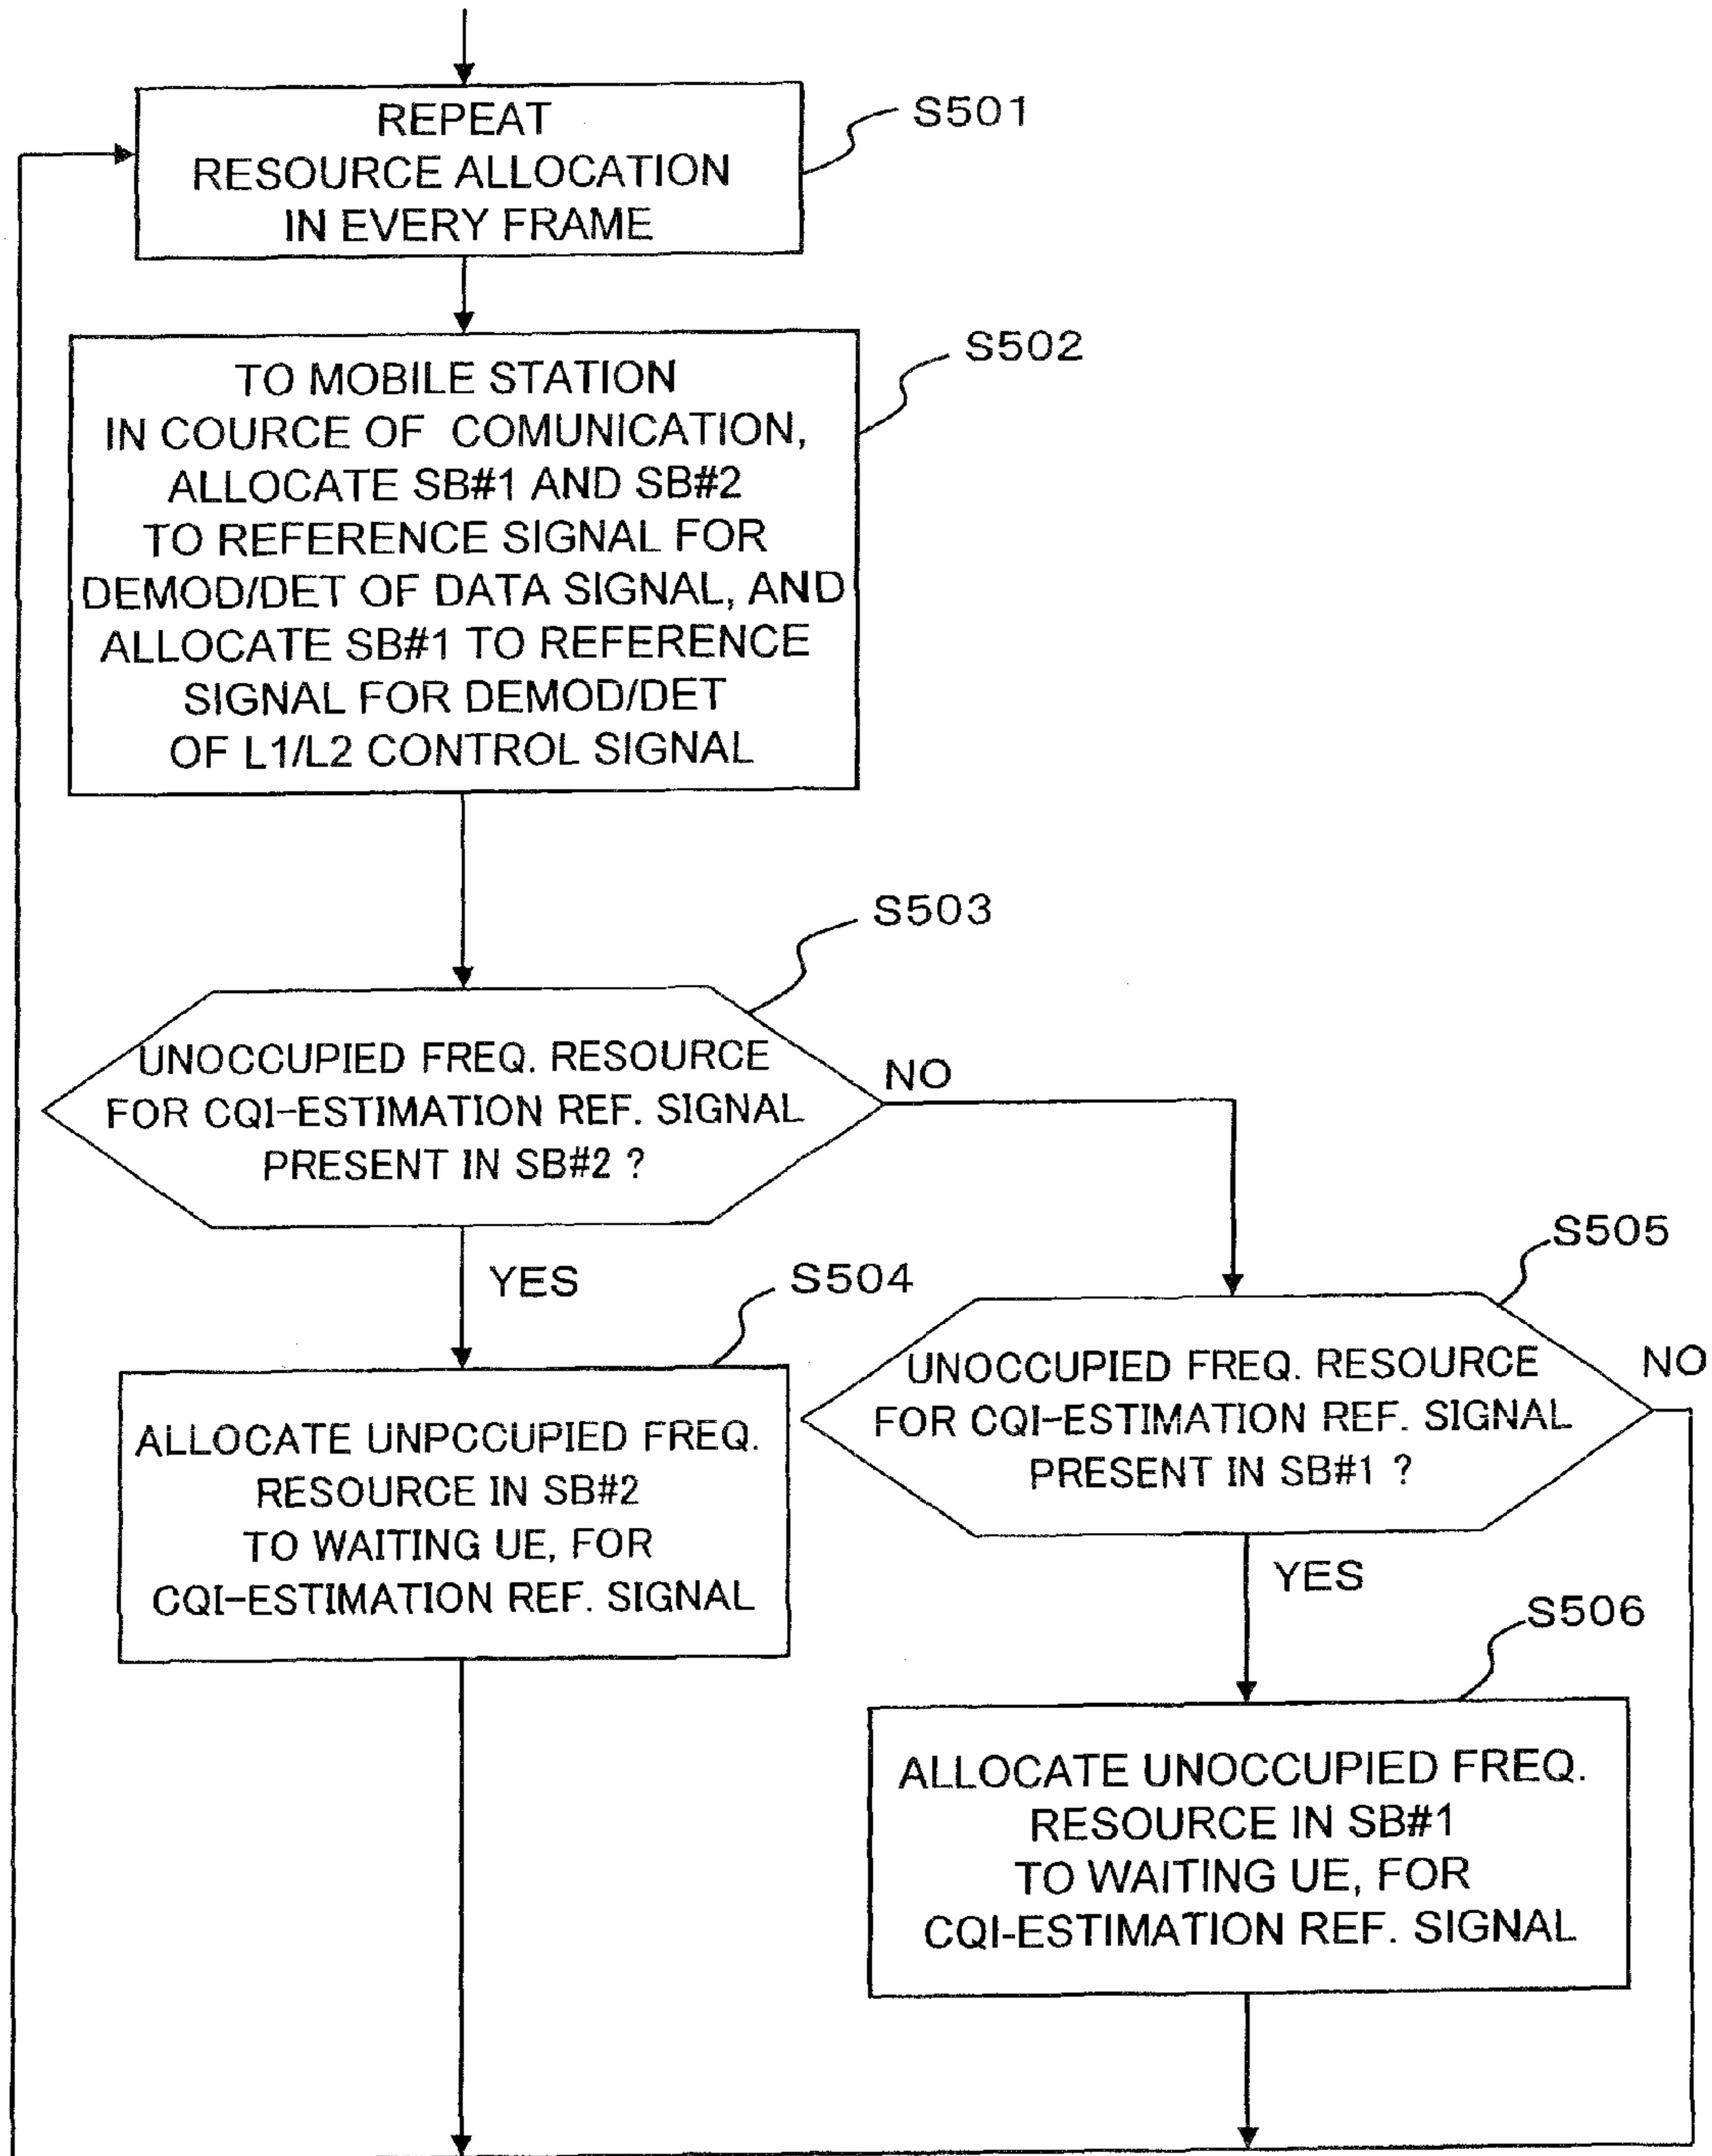 REPEAT
RESOURCE ALLOCATION
IN EVERY FRAME
S501
TO MOBILE STATION
IN COURCE OF COMUNICATION,
ALLOCATE SB#1 AND SB#2
TO REFERENCE SIGNAL FOR
DEMOD/DET OF DATA SIGNAL, AND
ALLOCATE SB#1 TO REFERENCE
SIGNAL FOR DEMOD/DET
OF L1/L2 CONTROL SIGNAL
S502
S503
UNOCCUPIED FREQ. RESOURCE
FOR CQI-ESTIMATION REF. SIGNAL
PRESENT IN SB#2 ?
NO
YES
S504
ALLOCATE UNPCCUPIED FREQ.
RESOURCE IN SB#2
TO WAITING UE, FOR
CQI-ESTIMATION REF. SIGNAL
S505
UNOCCUPIED FREQ. RESOURCE
FOR CQI-ESTIMATION REF. SIGNAL
PRESENT IN SB#1 ?
NO
YES
S506
ALLOCATE UNOCCUPIED FREQ.
RESOURCE IN SB#1
TO WAITING UE, FOR
CQI-ESTIMATION REF. SIGNAL